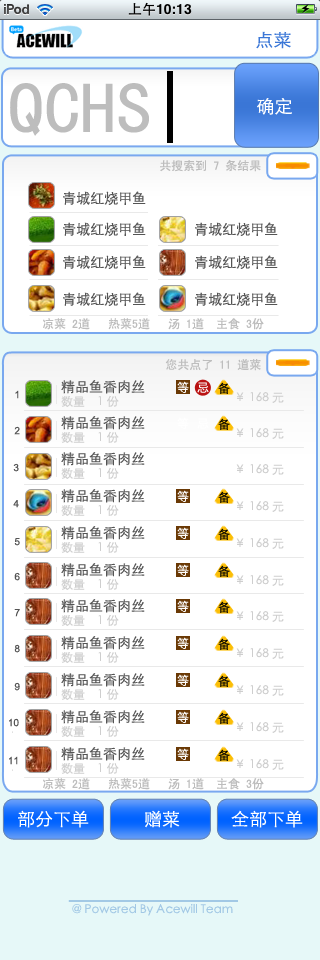 iPod 上午10:13
Beta
ACEWILL 点菜
QCHS 确定
共搜索到 7 条结果
青城红烧甲鱼
青城红烧甲鱼 青城红烧甲鱼
青城红烧甲鱼 青城红烧甲鱼
青城红烧甲鱼 青城红烧甲鱼
凉菜 2道 热菜5道 汤 1道 主食 3份
您共点了 11 道菜
1 精品鱼香肉丝 等 忌 备 ¥ 168 元
数量 1 份
2 精品鱼香肉丝 备 ¥ 168 元
数量 1 份
3 精品鱼香肉丝 ¥ 168 元
数量 1 份
4 精品鱼香肉丝 等 备 ¥ 168 元
数量 1 份
5 精品鱼香肉丝 等 备 ¥ 168 元
数量 1 份
6 精品鱼香肉丝 等 备 ¥ 168 元
数量 1 份
7 精品鱼香肉丝 等 备 ¥ 168 元
数量 1 份
8 精品鱼香肉丝 等 备 ¥ 168 元
数量 1 份
9 精品鱼香肉丝 等 备 ¥ 168 元
数量 1 份
10 精品鱼香肉丝 等 备 ¥ 168 元
数量 1 份
11 精品鱼香肉丝 等 备 ¥ 168 元
数量 1 份
凉菜 2道 热菜5道 汤 1道 主食 3份
部分下单 赠菜 全部下单
@ Powered By Acewill Team